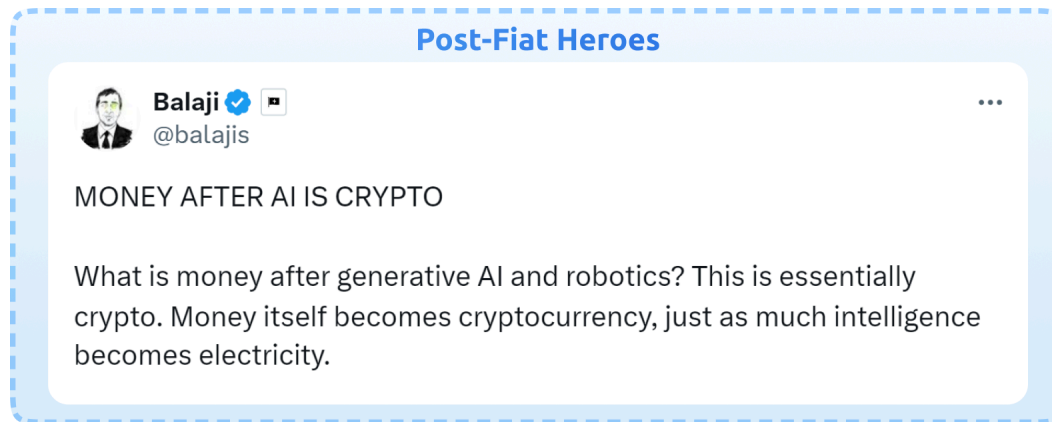 Post-Fiat Heroes
Balaji
@balajis
MONEY AFTER AI IS CRYPTO
What is money after generative AI and robotics? This is essentially
crypto. Money itself becomes cryptocurrency, just as much intelligence
becomes electricity.